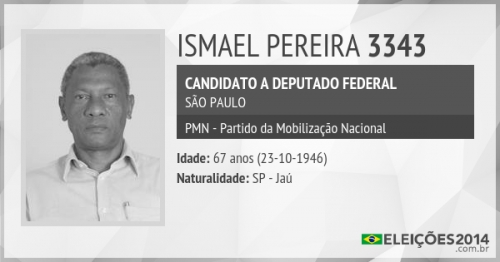 ISMAEL PEREIRA 3343
CANDIDATO A DEPUTADO FEDERAL
SÃO PAULO
PMN - Partido da Mobilização Nacional
Idade: 67 anos (23-10-1946)
Naturalidade: SP - Jaú
ELEIÇÕES2014
.com.br